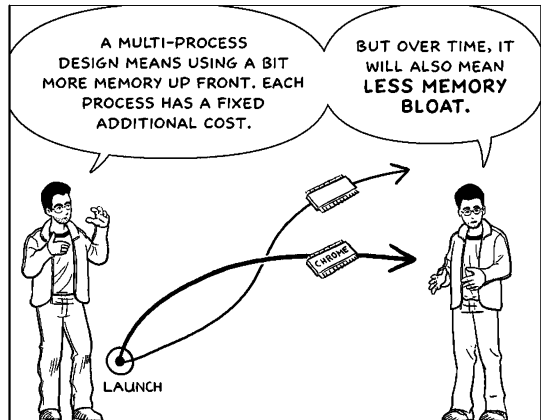 A MULTI-PROCESS
DESIGN MEANS USING A BIT
MORE MEMORY UP FRONT. EACH
PROCESS HAS A FIXED
ADDITIONAL COST.
BUT OVER TIME, IT
WILL ALSO MEAN
LESS MEMORY
BLOAT.
CHROME
LAUNCH